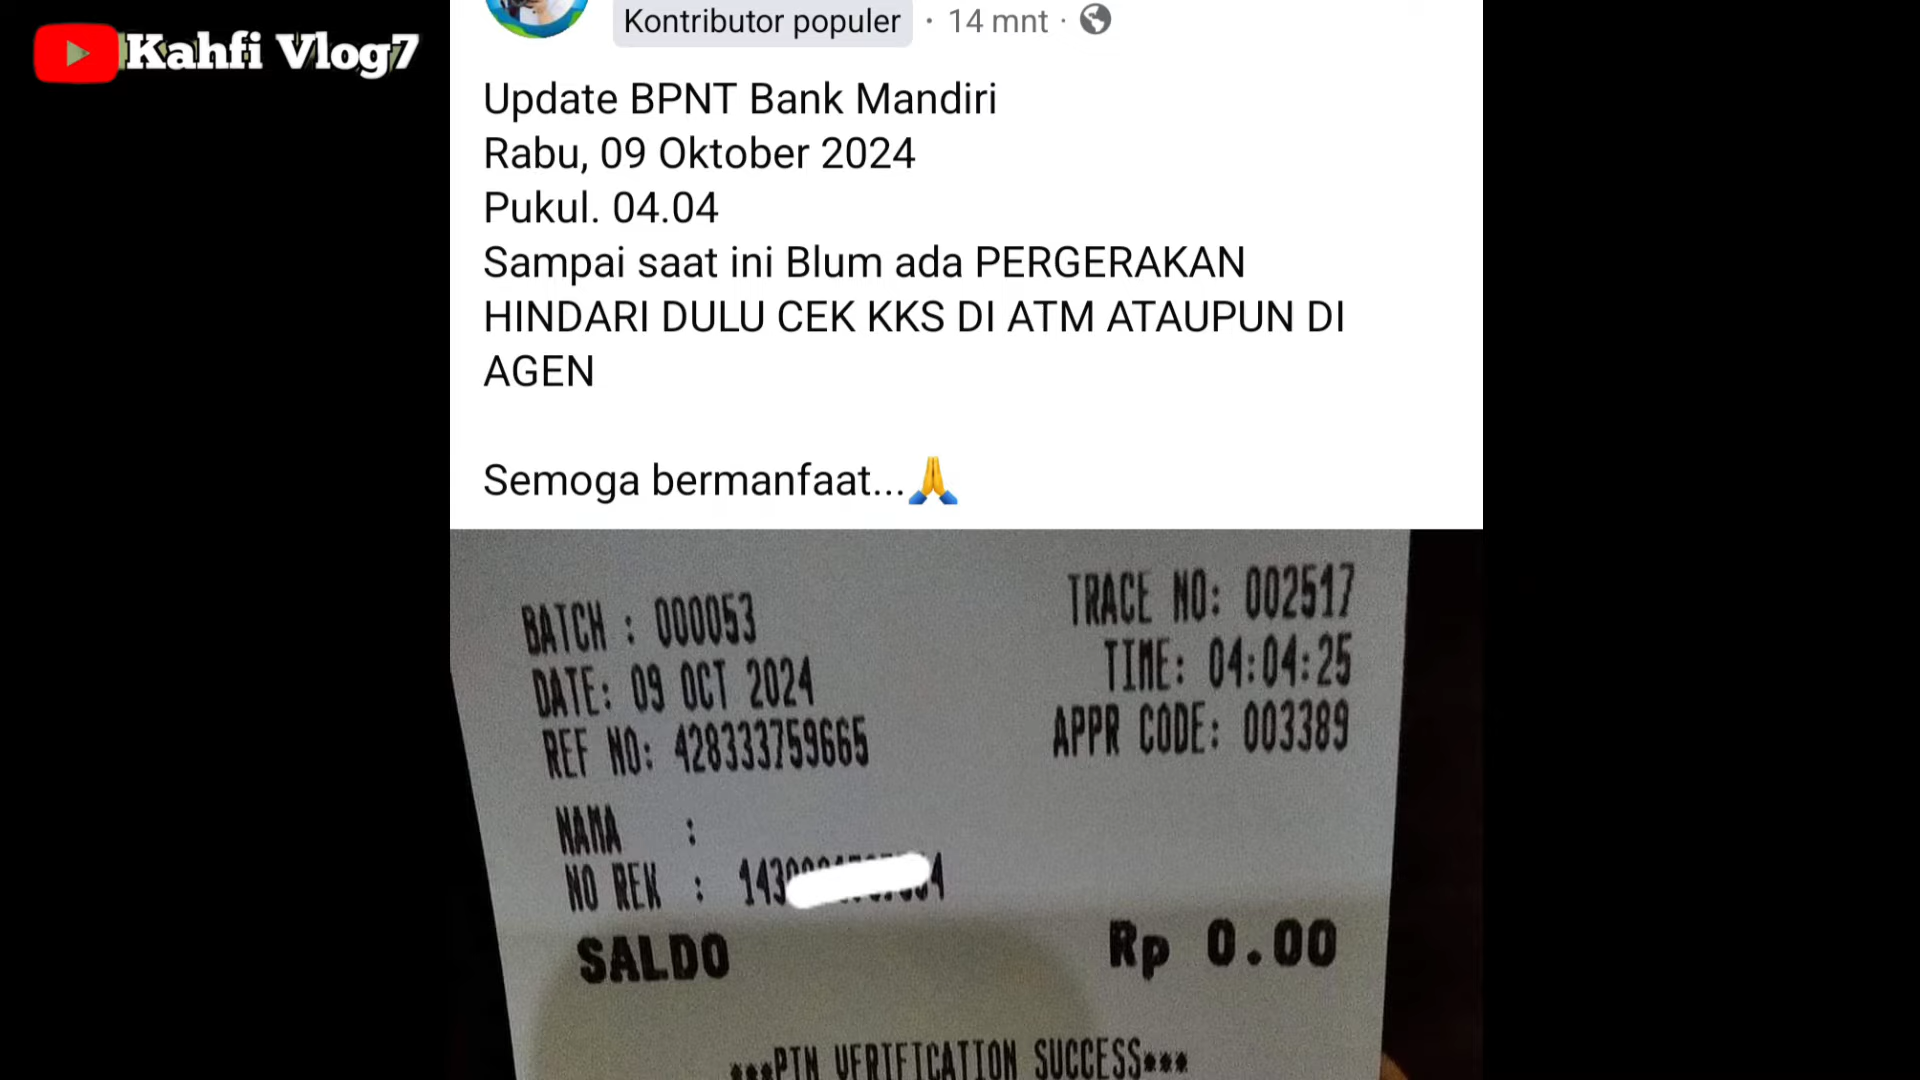 Kahfi Vlog7
Kontributor populer · 14 mnt ·
Update BPNT Bank Mandiri
Rabu, 09 Oktober 2024
Pukul. 04.04
Sampai saat ini Blum ada PERGERAKAN
HINDARI DULU CEK KKS DI ATM ATAUPUN DI
AGEN
Semoga bermanfaat...🙏
BATCH : 000053
TRACE NO: 002517
DATE: 09 OCT 2024
TIME: 04:04:25
REF NO: 428333759665
APPR CODE: 003389
NAMA :
NO REK : 143
SALDO Rp 0.00
***PIN VERIFICATION SUCCESS***